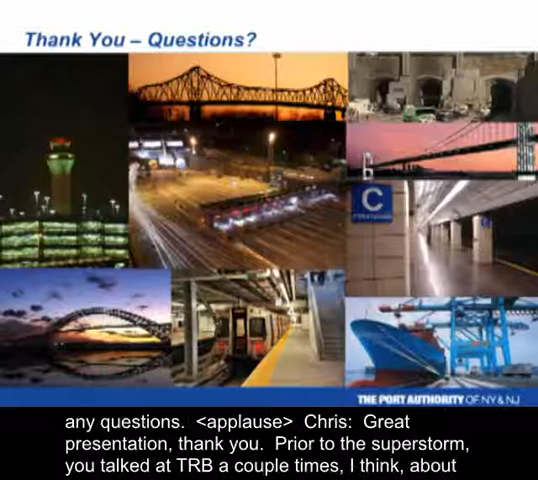 Thank You – Questions?
C
THE PORT AUTHORITY OF NY & NJ
any questions.  <applause>  Chris:  Great
presentation, thank you.  Prior to the superstorm,
you talked at TRB a couple times, I think, about